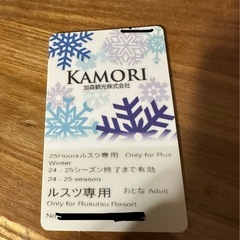 KAMORI
加森観光株式会社
25Hoursルスツ専用 Only for Rus
Winter
24 - 25シーズン終了まで有効
24 - 25 season
ルスツ専用 おとな Adult
Only for Rusutsu Resort
No